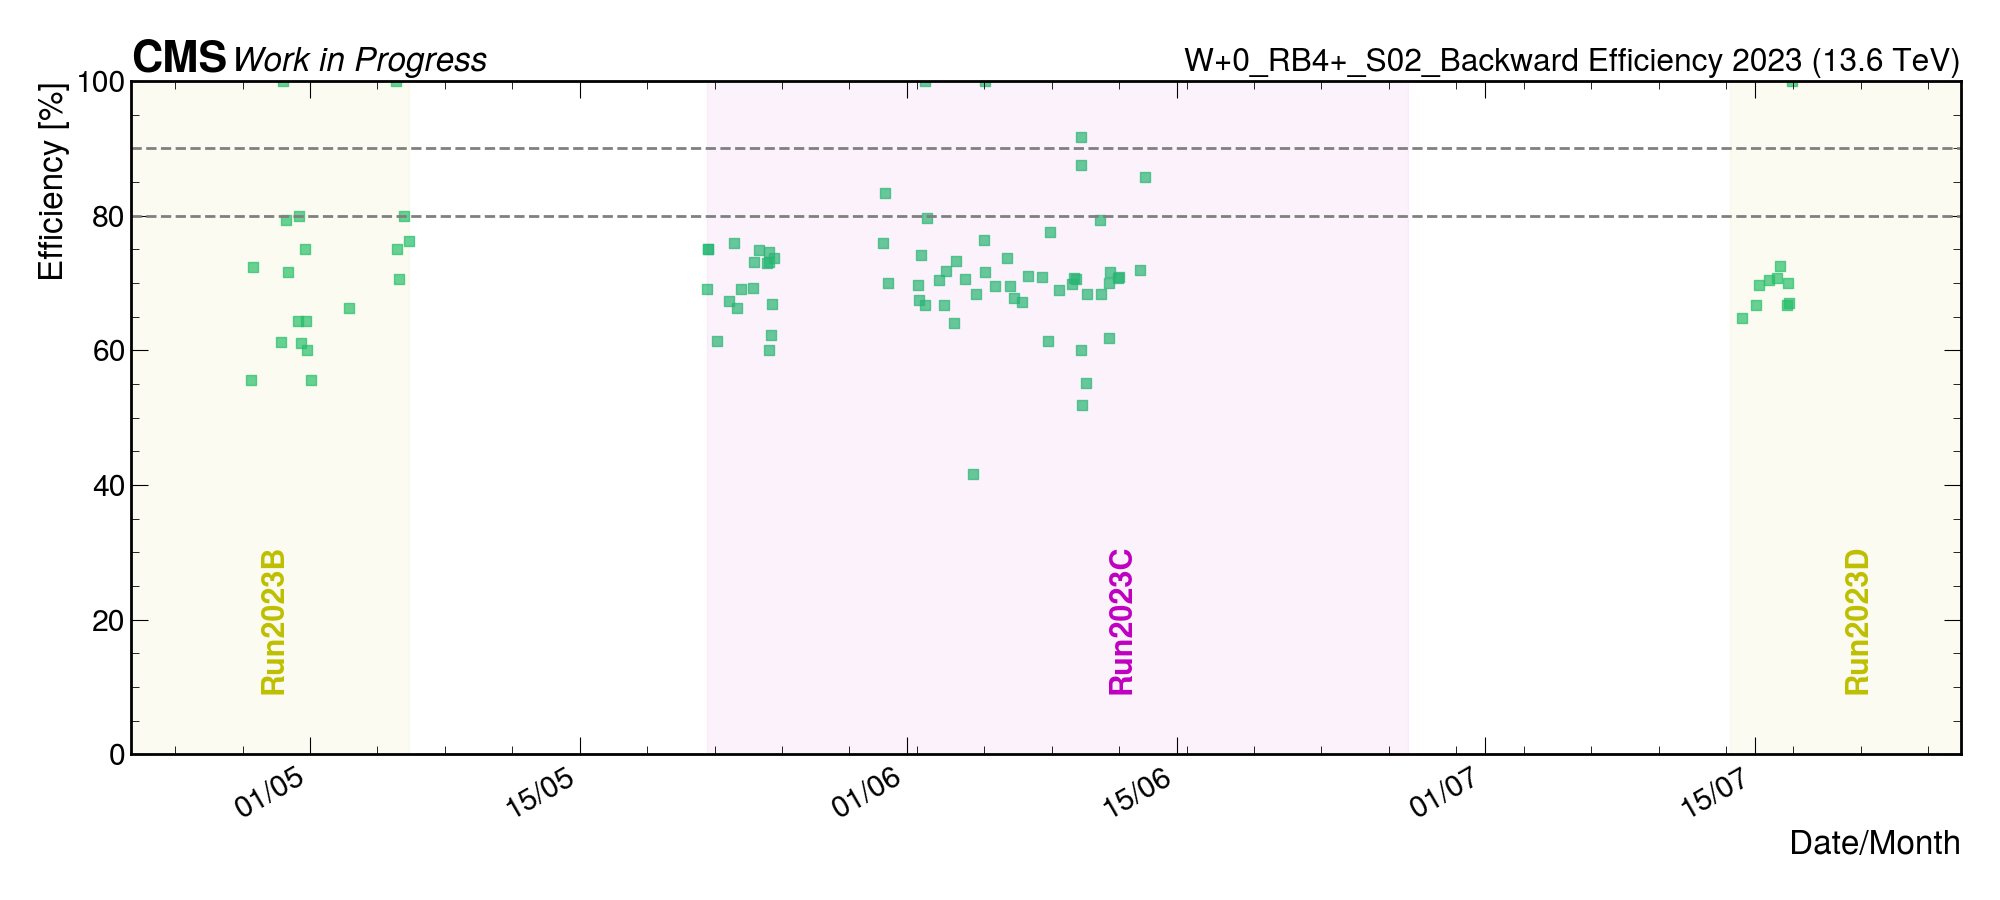 CMS Work in Progress
W+0_RB4+_S02_Backward Efficiency 2023 (13.6 TeV)
Efficiency [%]
100
80
60
40
20
0
Run2023B
Run2023C
Run2023D
01/05
15/05
01/06
15/06
01/07
15/07
Date/Month